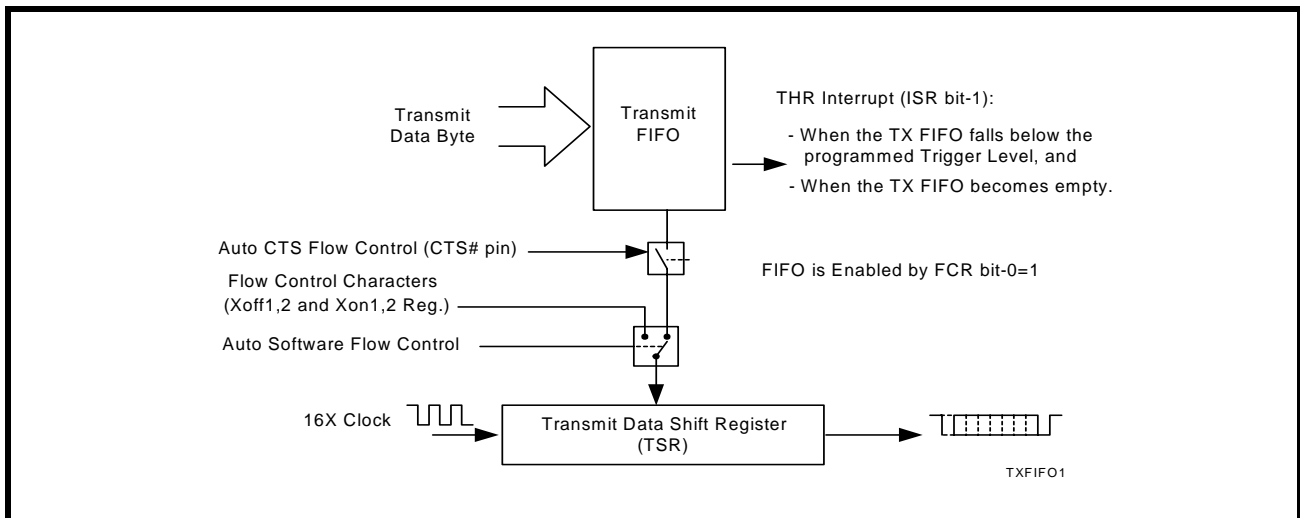 Transmit
Data Byte
Transmit
FIFO
THR Interrupt (ISR bit-1):
- When the TX FIFO falls below the
programmed Trigger Level, and
- When the TX FIFO becomes empty.
Auto CTS Flow Control (CTS# pin)
FIFO is Enabled by FCR bit-0=1
Flow Control Characters
(Xoff1,2 and Xon1,2 Reg.)
Auto Software Flow Control
16X Clock
Transmit Data Shift Register
(TSR)
TXFIFO1